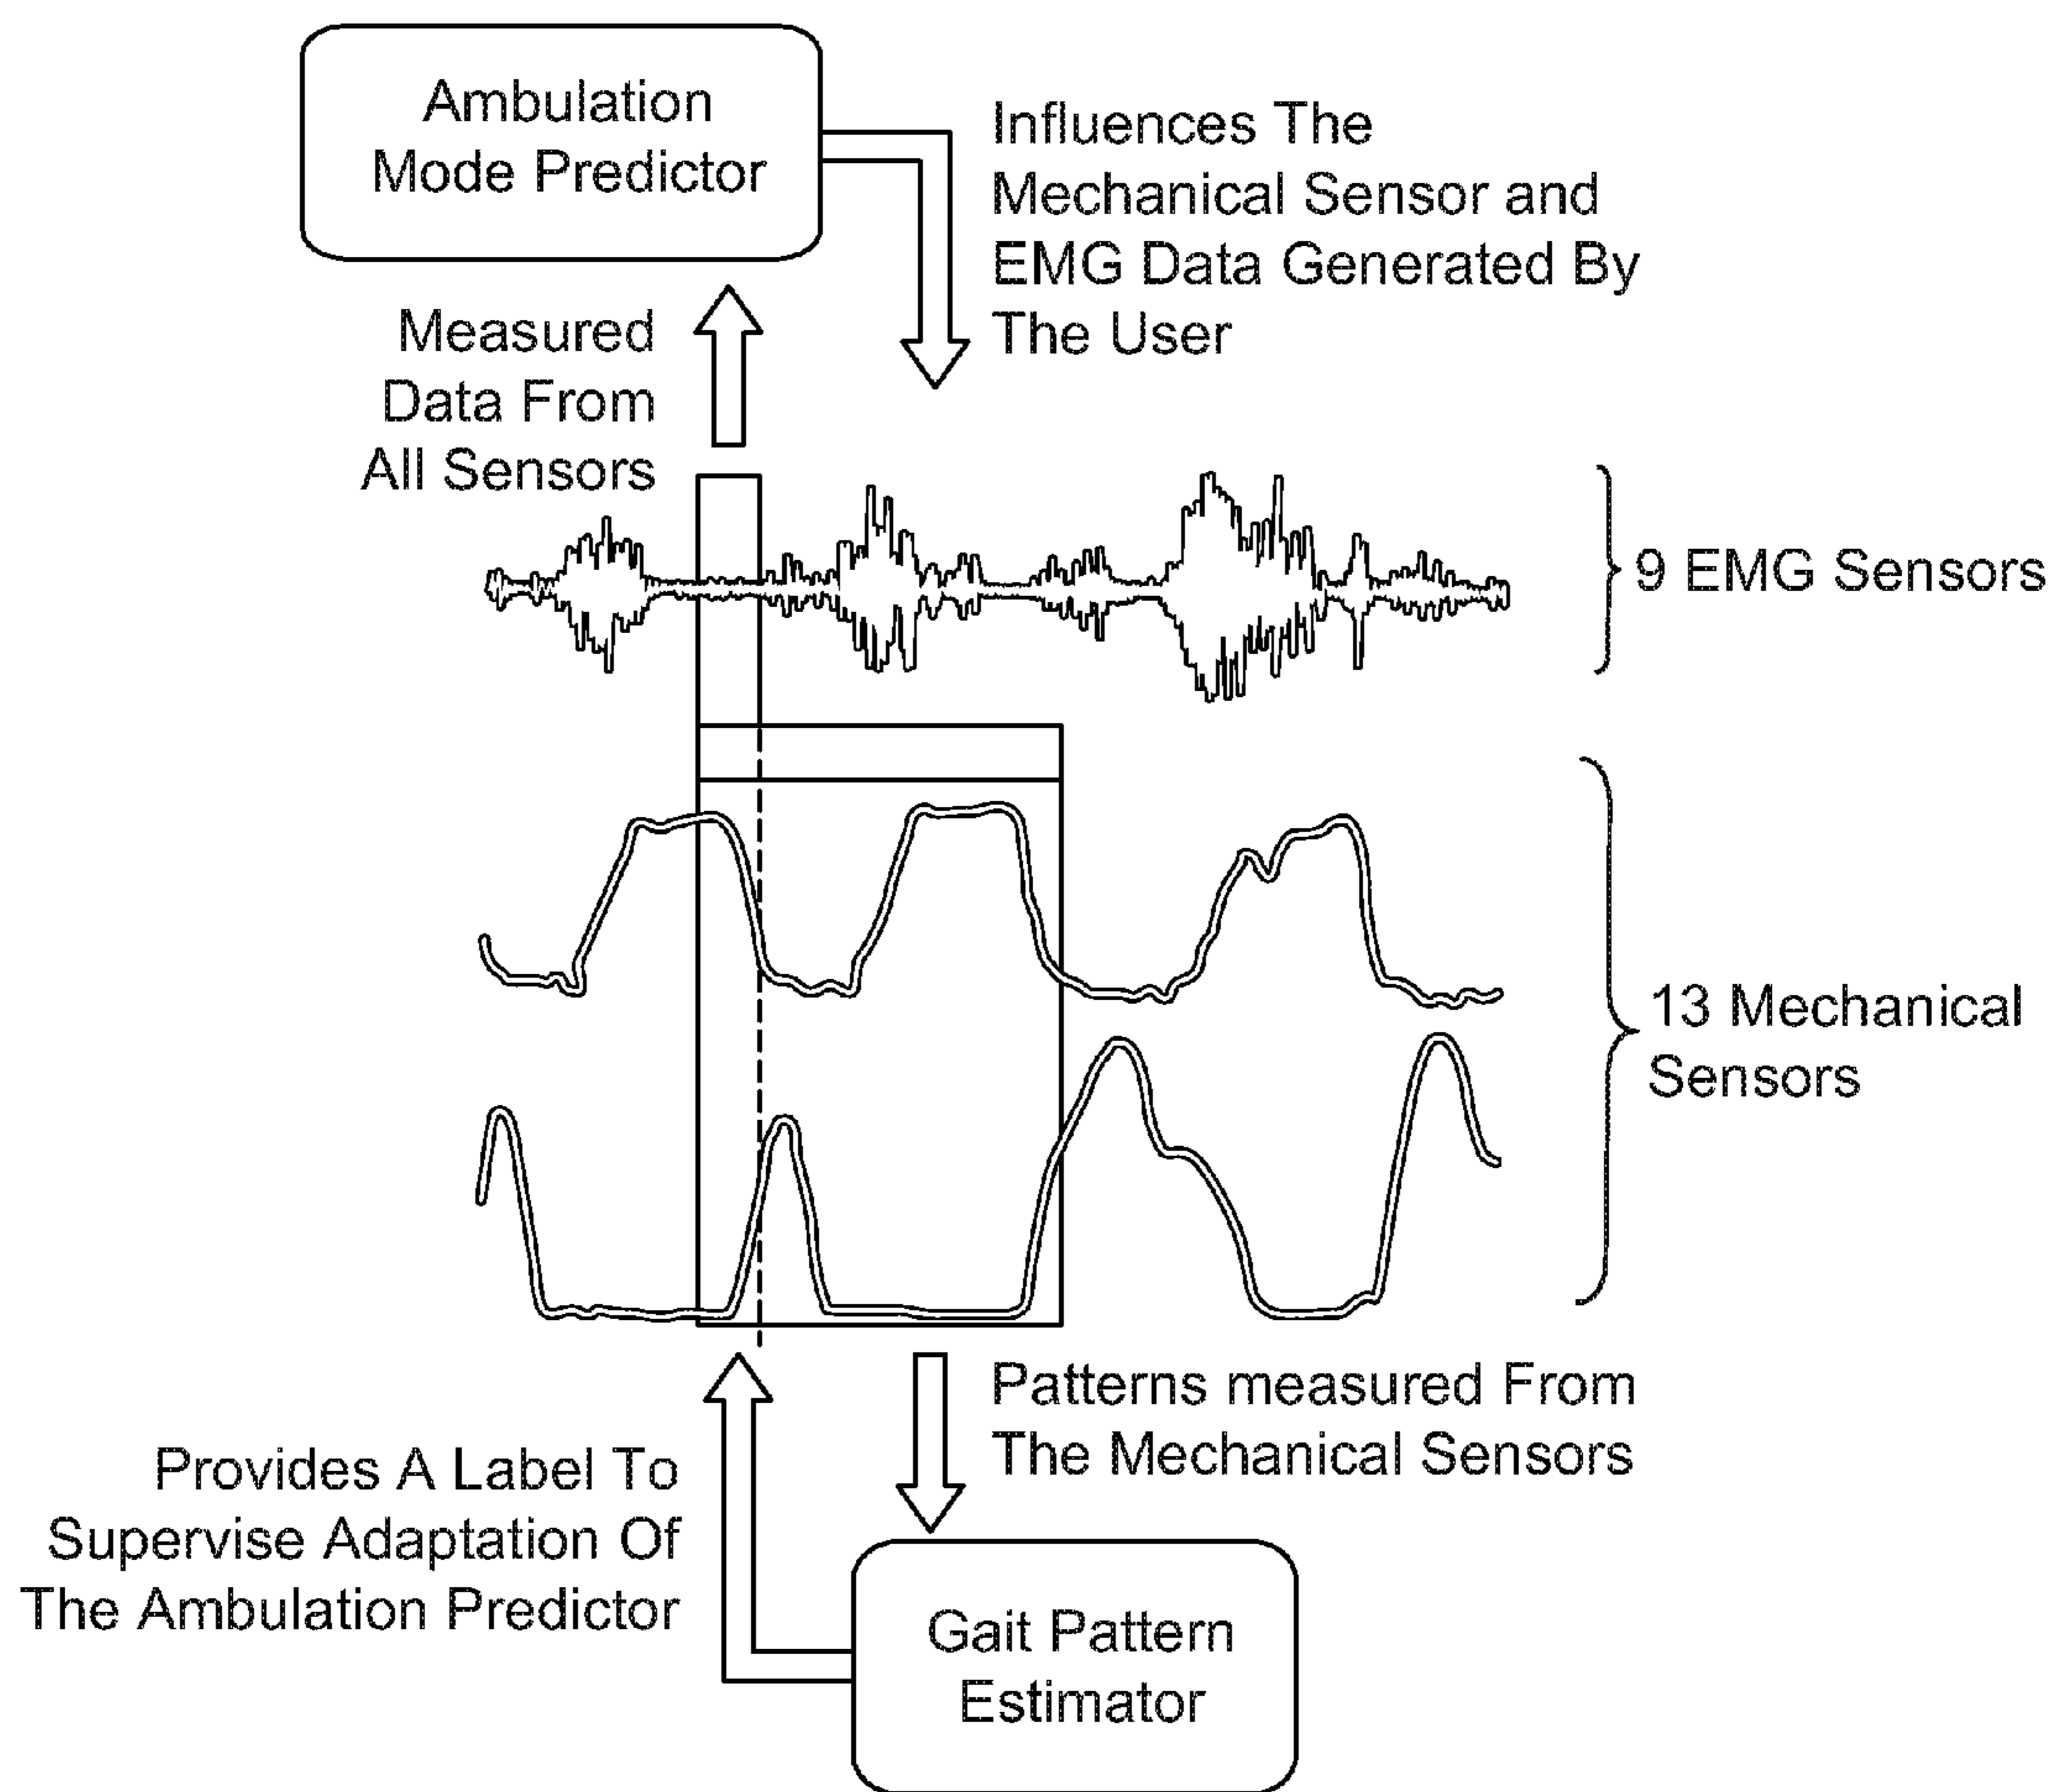 Ambulation
Mode Predictor
Influences The
Mechanical Sensor and
EMG Data Generated By
The User
Measured
Data From
All Sensors
9 EMG Sensors
13 Mechanical
Sensors
Patterns measured From
The Mechanical Sensors
Provides A Label To
Supervise Adaptation Of
The Ambulation Predictor
Gait Pattern
Estimator